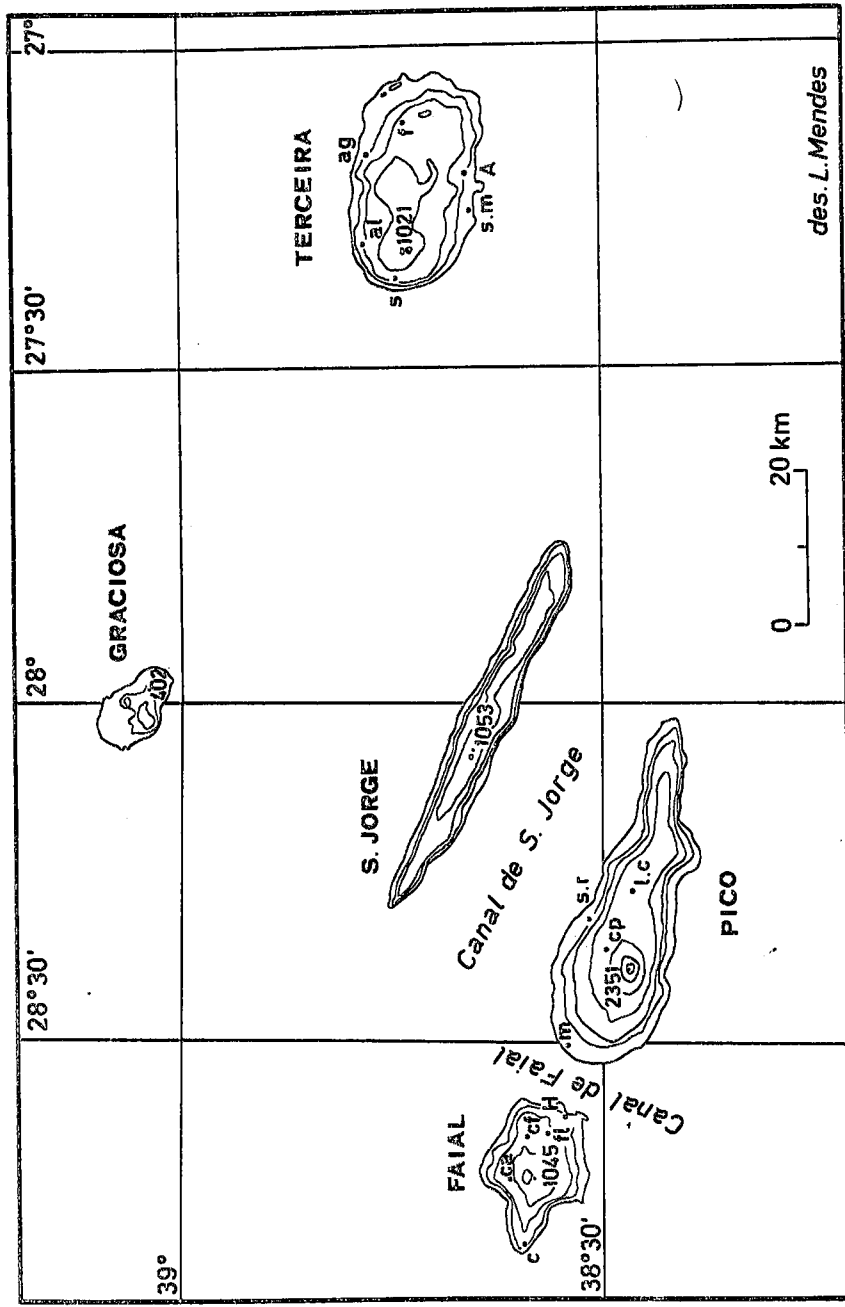 28°30'
28°
27°30'
27°
39°
38°30'
GRACIOSA
402
TERCEIRA
ag
al
1021
s
f
A
s.m
S. JORGE
1053
Canal de S. Jorge
FAIAL
ca
cf
H
1045
fl
c
Canal de Faial
m
s.r
cp
l.c
2351
PICO
0 20 km
des. L. Mendes